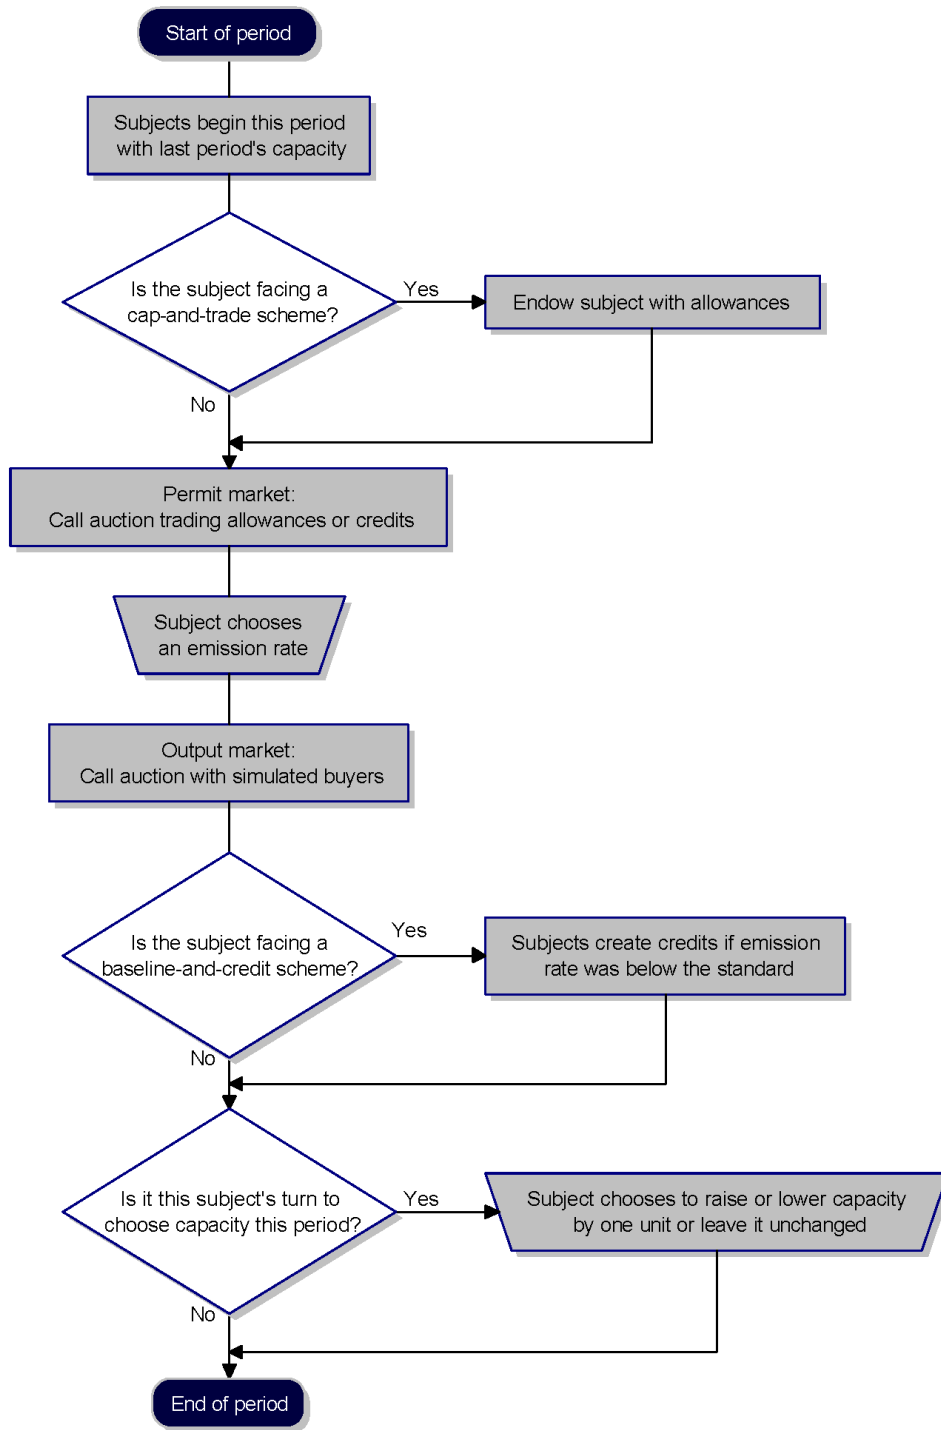 Start of period
Subjects begin this period
with last period's capacity
Is the subject facing a
cap-and-trade scheme?
Yes
Endow subject with allowances
No
Permit market:
Call auction trading allowances or credits
Subject chooses
an emission rate
Output market:
Call auction with simulated buyers
Is the subject facing a
baseline-and-credit scheme?
Yes
Subjects create credits if emission
rate was below the standard
No
Is it this subject's turn to
choose capacity this period?
Yes
Subject chooses to raise or lower capacity
by one unit or leave it unchanged
No
End of period